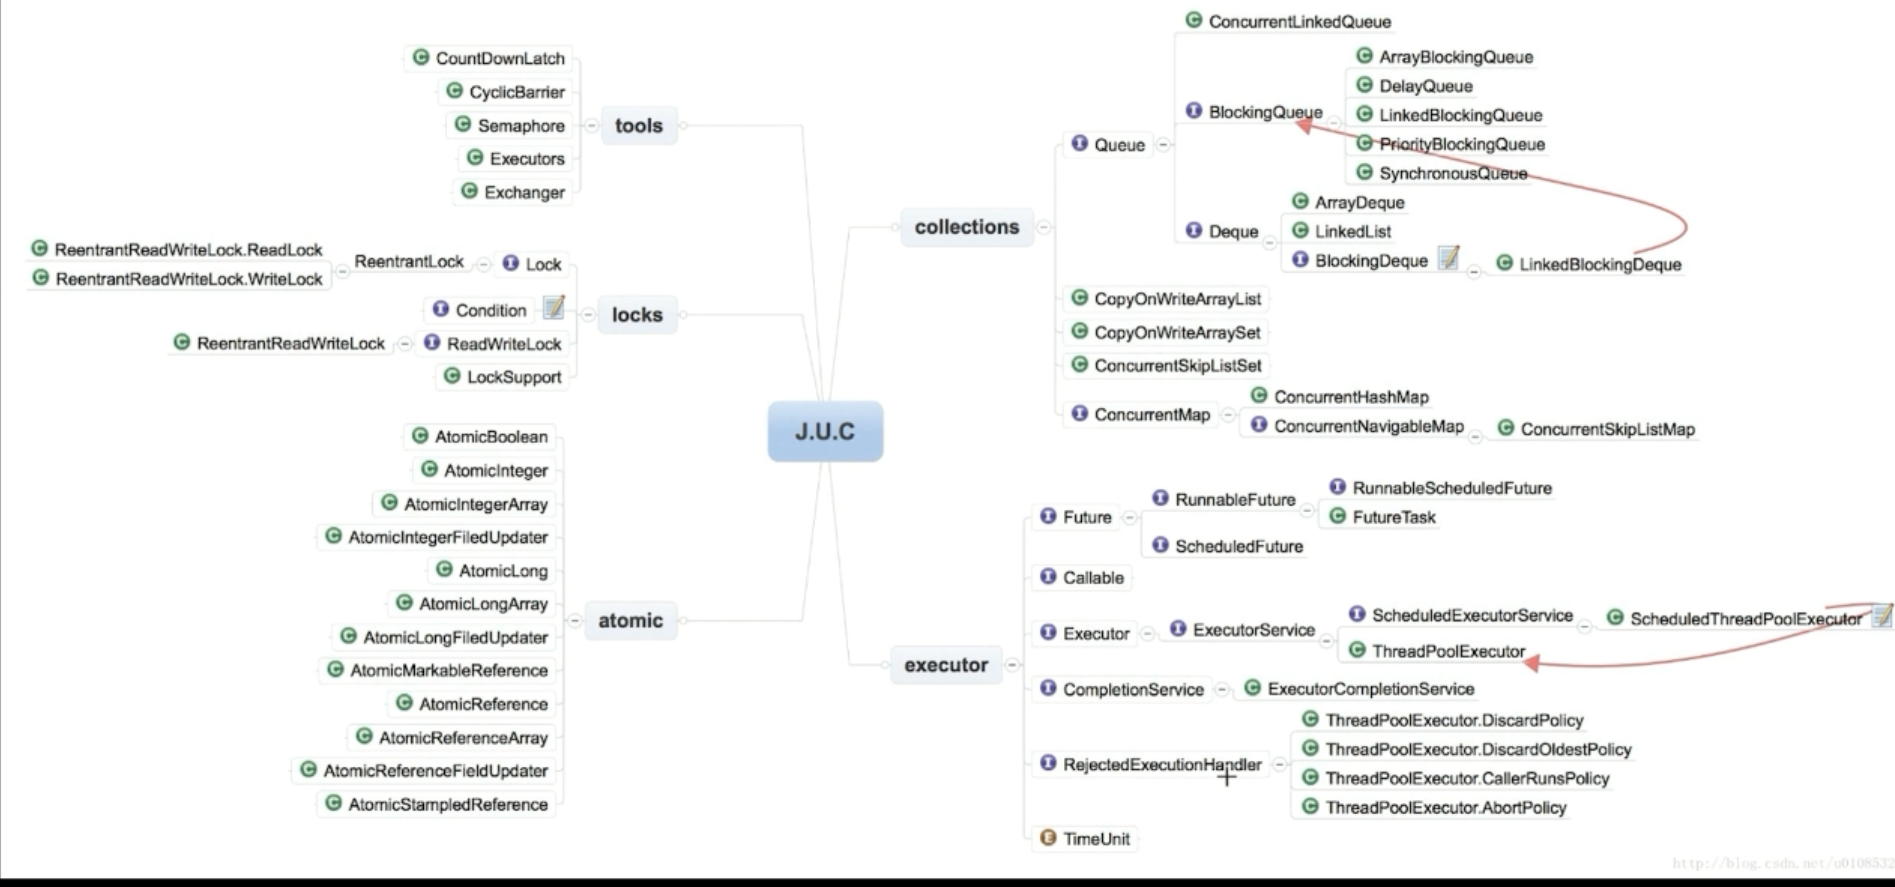 J.U.C
tools
CountDownLatch
CyclicBarrier
Semaphore
Executors
Exchanger
locks
Lock
ReentrantLock
ReentrantReadWriteLock.ReadLock
ReentrantReadWriteLock.WriteLock
Condition
ReadWriteLock
ReentrantReadWriteLock
LockSupport
atomic
AtomicBoolean
AtomicInteger
AtomicIntegerArray
AtomicIntegerFiledUpdater
AtomicLong
AtomicLongArray
AtomicLongFiledUpdater
AtomicMarkableReference
AtomicReference
AtomicReferenceArray
AtomicReferenceFieldUpdater
AtomicStampledReference
collections
Queue
ConcurrentLinkedQueue
BlockingQueue
ArrayBlockingQueue
DelayQueue
LinkedBlockingQueue
PriorityBlockingQueue
SynchronousQueue
Deque
ArrayDeque
LinkedList
BlockingDeque
LinkedBlockingDeque
CopyOnWriteArrayList
CopyOnWriteArraySet
ConcurrentSkipListSet
ConcurrentMap
ConcurrentHashMap
ConcurrentNavigableMap
ConcurrentSkipListMap
executor
Future
RunnableFuture
RunnableScheduledFuture
FutureTask
ScheduledFuture
Callable
Executor
ExecutorService
ScheduledExecutorService
ScheduledThreadPoolExecutor
ThreadPoolExecutor
CompletionService
ExecutorCompletionService
RejectedExecutionHandler
ThreadPoolExecutor.DiscardPolicy
ThreadPoolExecutor.DiscardOldestPolicy
ThreadPoolExecutor.CallerRunsPolicy
ThreadPoolExecutor.AbortPolicy
TimeUnit
http://blog.csdn.net/u0108532